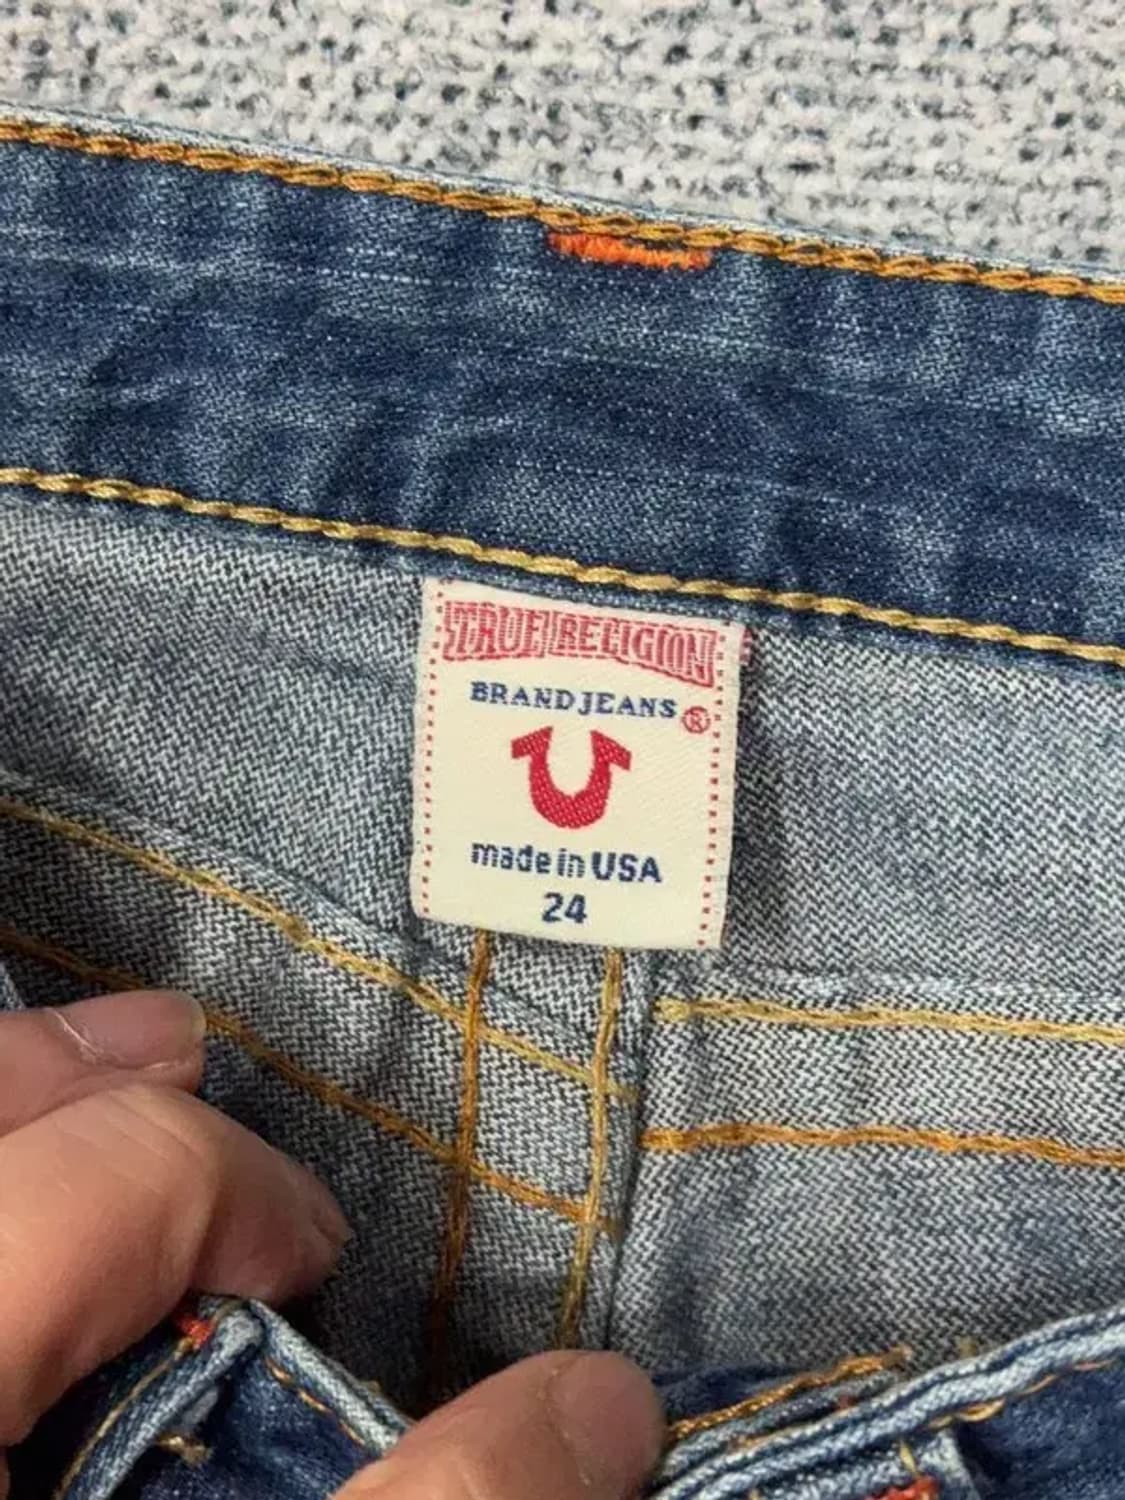 TRUE RELIGION
BRAND JEANS ®
made in USA
24